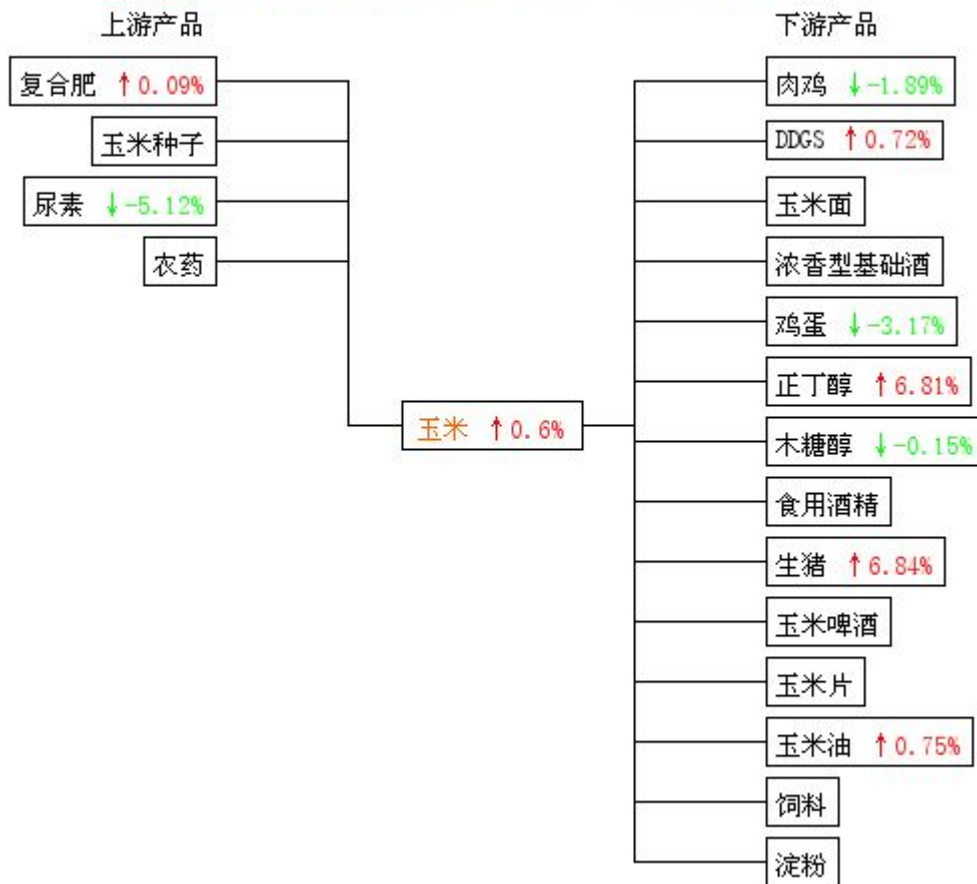 上游产品
下游产品
复合肥 ↑0.09%
玉米种子
尿素 ↓-5.12%
农药
玉米 ↑0.6%
肉鸡 ↓-1.89%
DDGS ↑0.72%
玉米面
浓香型基础酒
鸡蛋 ↓-3.17%
正丁醇 ↑6.81%
木糖醇 ↓-0.15%
食用酒精
生猪 ↑6.84%
玉米啤酒
玉米片
玉米油 ↑0.75%
饲料
淀粉